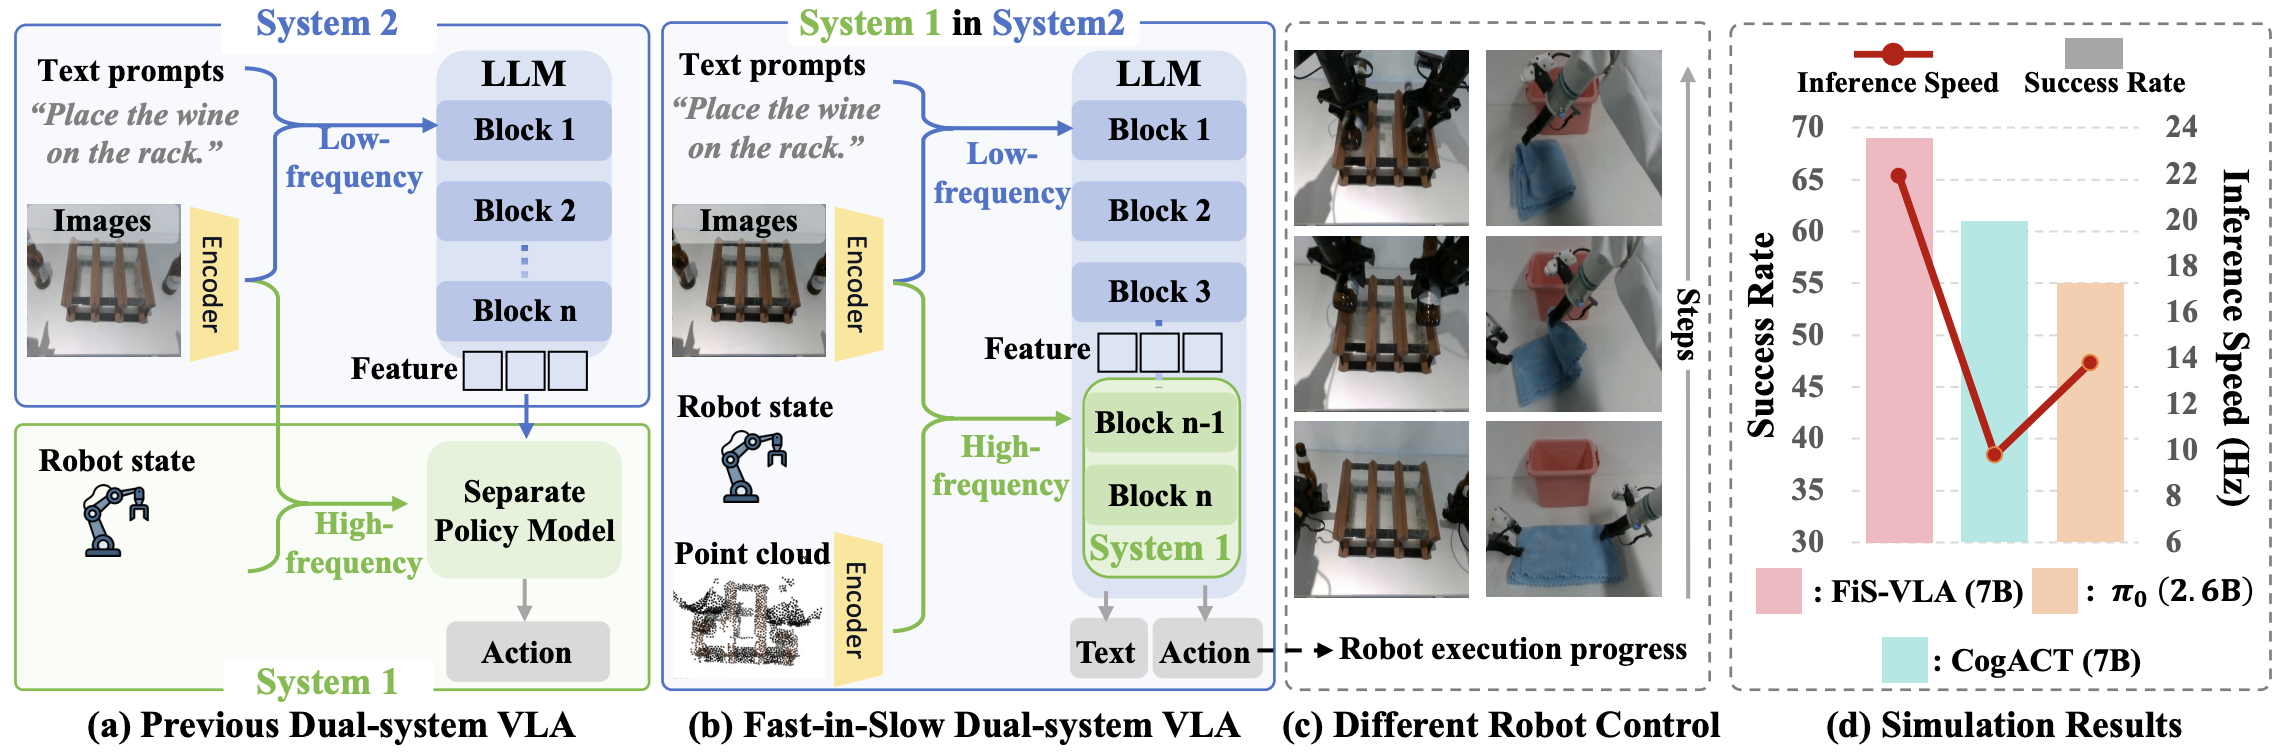 System 2
Text prompts
“Place the wine
on the rack.”
Low-
frequency
Images
Encoder
LLM
Block 1
Block 2
Block n
Feature
Robot state
High-
frequency
Separate
Policy Model
Action
System 1
(a) Previous Dual-system VLA
System 1 in System2
Text prompts
“Place the wine
on the rack.”
Low-
frequency
Images
Encoder
LLM
Block 1
Block 2
Block 3
Feature
Robot state
High-
frequency
Block n-1
Block n
System 1
Point cloud
Encoder
Text
Action
(b) Fast-in-Slow Dual-system VLA
Steps
Robot execution progress
(c) Different Robot Control
Inference Speed
Success Rate
Success Rate
70
65
60
55
50
45
40
35
30
24
22
20
18
16
14
12
10
8
6
Inference Speed (Hz)
: FiS-VLA (7B)
: π₀ (2.6B)
: CogACT (7B)
(d) Simulation Results